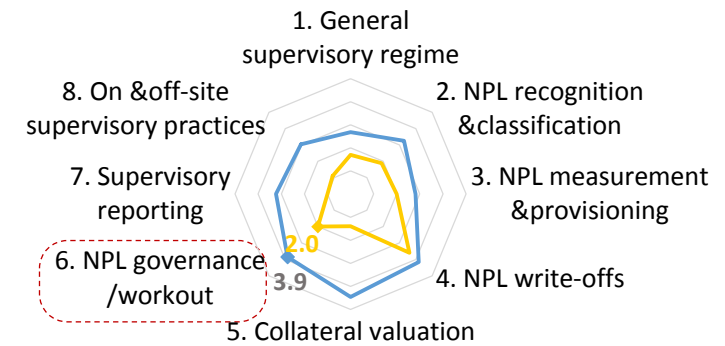 1. General
supervisory regime
8. On &off-site
supervisory practices
2. NPL recognition
&classification
7. Supervisory
reporting
3. NPL measurement
&provisioning
6. NPL governance
/workout
2.0
3.9
4. NPL write-offs
5. Collateral valuation